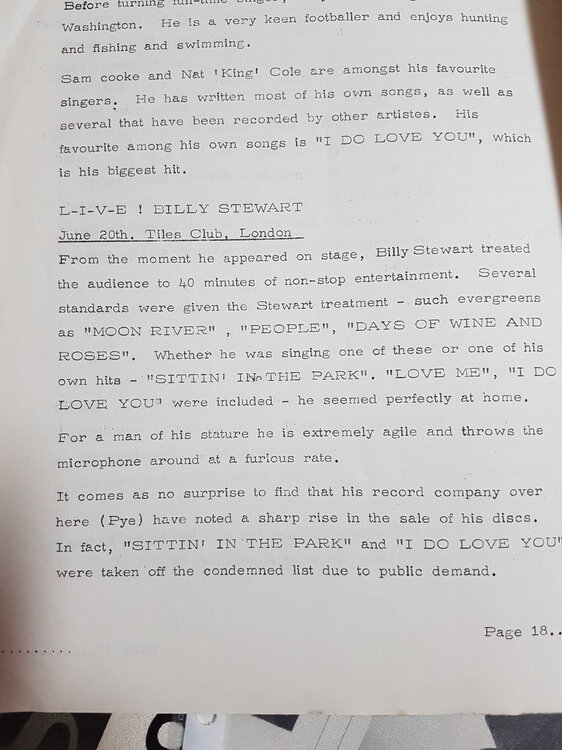 Before turning full-time singer,
Washington. He is a very keen footballer and enjoys hunting
and fishing and swimming.
Sam cooke and Nat 'King' Cole are amongst his favourite
singers. He has written most of his own songs, as well as
several that have been recorded by other artistes. His
favourite among his own songs is "I DO LOVE YOU", which
is his biggest hit.
L-I-V-E ! BILLY STEWART
June 20th. Tiles Club, London
From the moment he appeared on stage, Billy Stewart treated
the audience to 40 minutes of non-stop entertainment. Several
standards were given the Stewart treatment - such evergreens
as "MOON RIVER" , "PEOPLE", "DAYS OF WINE AND
ROSES". Whether he was singing one of these or one of his
own hits - "SITTIN' IN THE PARK". "LOVE ME", "I DO
LOVE YOU" were included - he seemed perfectly at home.
For a man of his stature he is extremely agile and throws the
microphone around at a furious rate.
It comes as no surprise to find that his record company over
here (Pye) have noted a sharp rise in the sale of his discs.
In fact, "SITTIN' IN THE PARK" and "I DO LOVE YOU"
were taken off the condemned list due to public demand.
Page 18..
..........